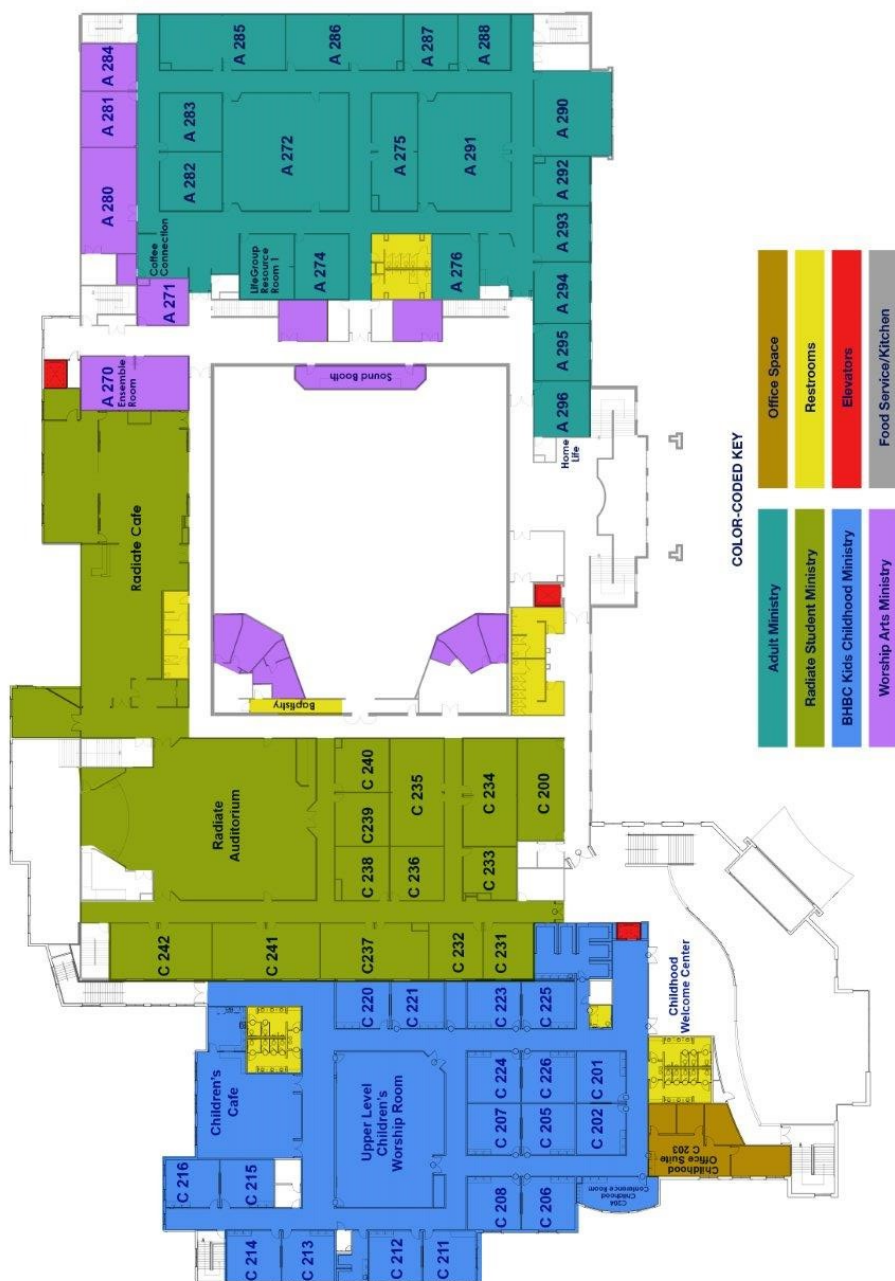 A 284
A 281
A 280
A 285
A 286
A 287
A 288
A 283
A 282
A 272
A 275
A 291
A 290
A 292
A 293
A 294
A 295
A 296
Coffee
Connection
A 271
LifeGroup
Resource
Room 1
A 274
A 276
A 270
Ensemble
Room
Sound Booth
Home
Life
Radiate Cafe
Baptistry
Radiate
Auditorium
C 240
C239
C 238
C 235
C 236
C 234
C 233
C 200
C 242
C 241
C237
C 232
C 231
C 220
C 221
C 223
C 225
Childhood
Welcome Center
Children's
Cafe
Upper Level
Children's
Worship Room
C 224
C 226
C 201
C 207
C 205
C 202
C 216
C 215
C 208
C 206
C204
Childhood
Conference Room
Childhood
Office Suite
C 203
C 214
C 213
C 212
C 211
COLOR-CODED KEY
Adult Ministry
Radiate Student Ministry
BHBC Kids Childhood Ministry
Worship Arts Ministry
Office Space
Restrooms
Elevators
Food Service/Kitchen